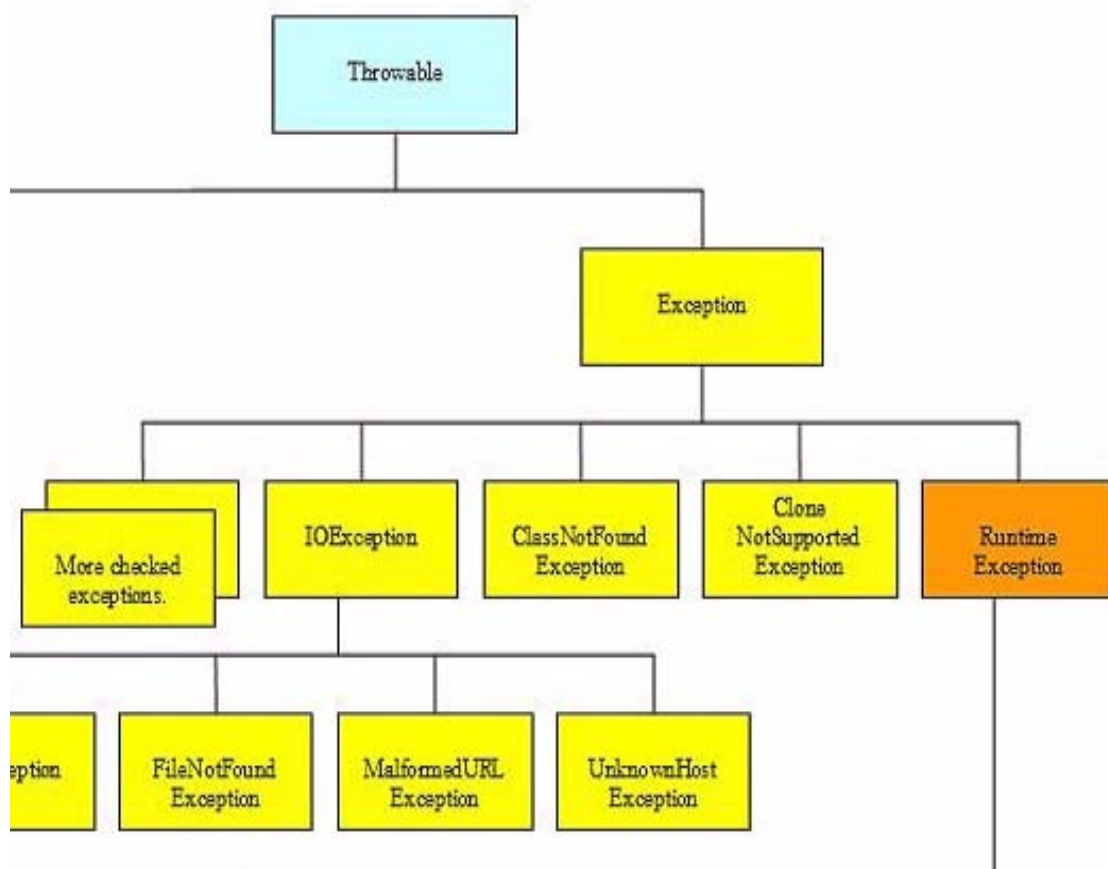 Throwable
Exception
More checked
exceptions.
IOException
ClassNotFound
Exception
Clone
NotSupported
Exception
Runtime
Exception
eption
FileNotFound
Exception
MalformedURL
Exception
UnknownHost
Exception